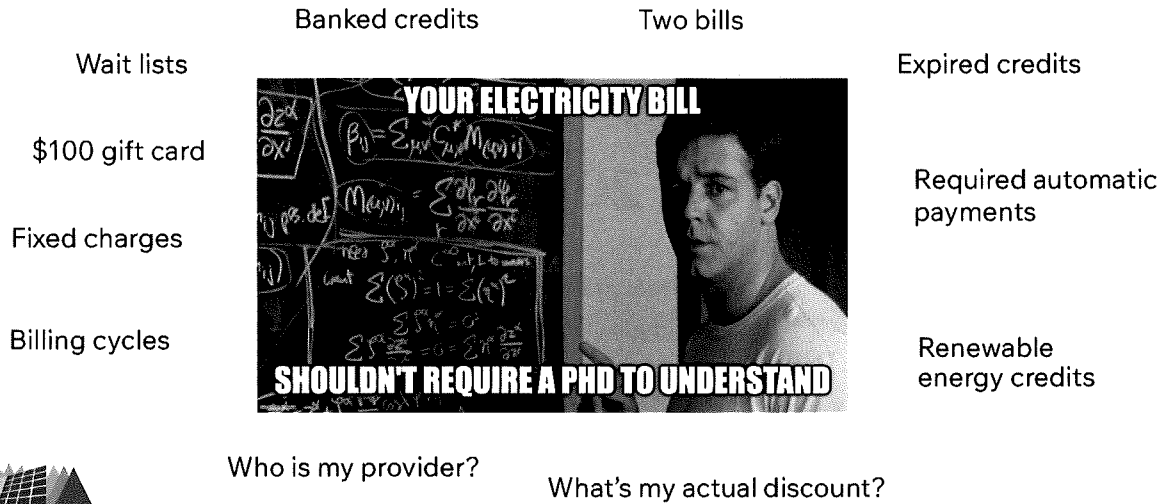 Banked credits
Two bills
Wait lists
Expired credits
YOUR ELECTRICITY BILL
$100 gift card
Required automatic
payments
Fixed charges
Billing cycles
Renewable
energy credits
SHOULDN'T REQUIRE A PHD TO UNDERSTAND
Who is my provider?
What's my actual discount?